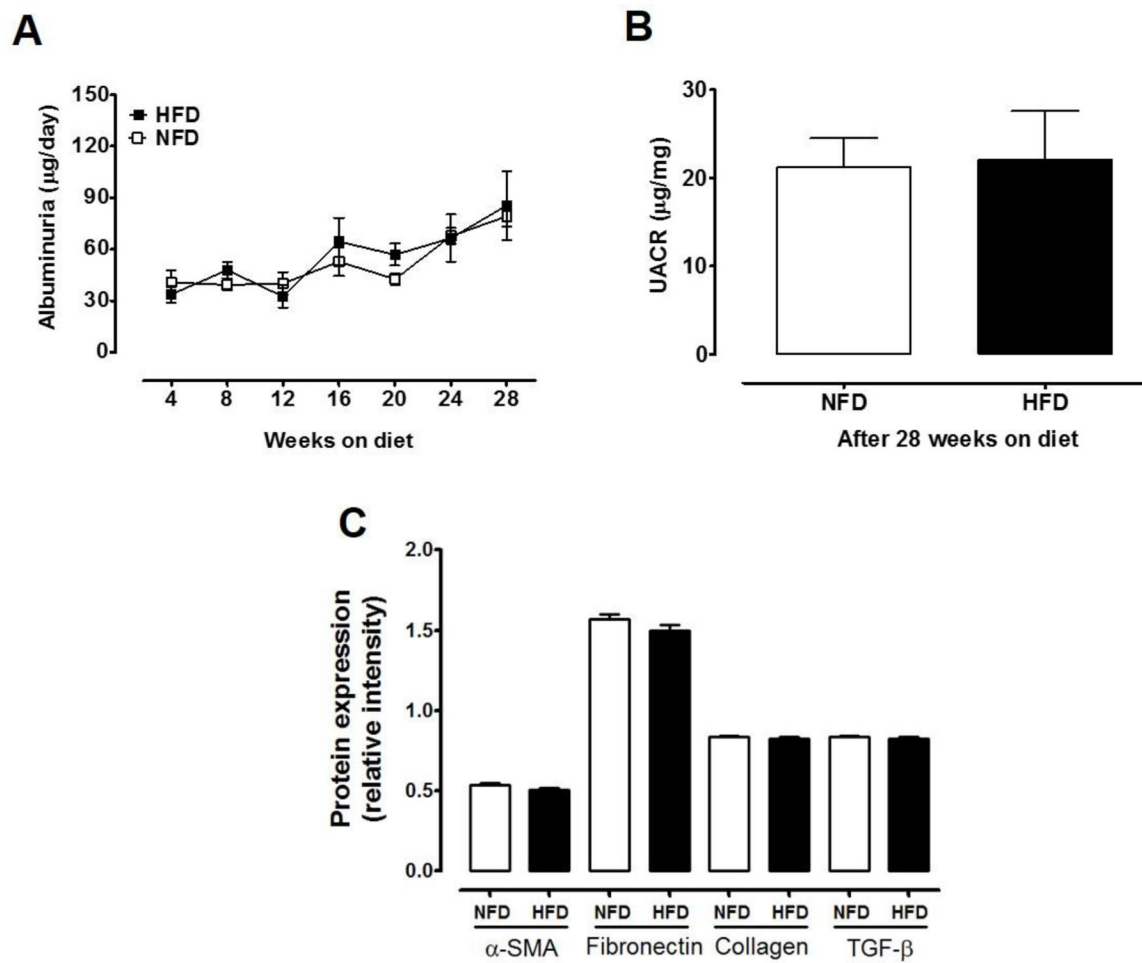 A
Albuminuria (µg/day)
150
120
90
60
30
0
HFD
NFD
4 8 12 16 20 24 28
Weeks on diet
B
UACR (µg/mg)
30
20
10
0
NFD HFD
After 28 weeks on diet
C
Protein expression
(relative intensity)
2.0
1.5
1.0
0.5
0.0
NFD HFD NFD HFD NFD HFD NFD HFD
α-SMA Fibronectin Collagen TGF-β